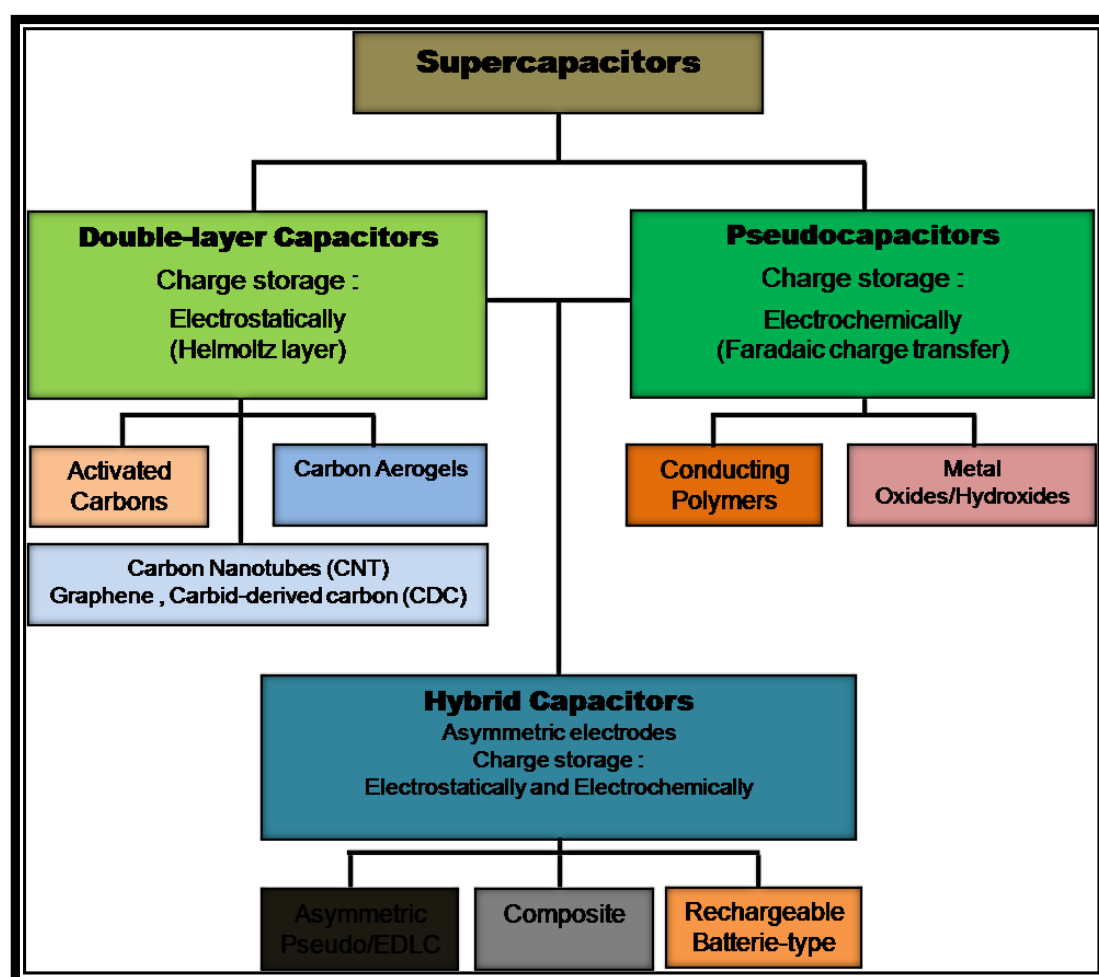 Supercapacitors
Double-layer Capacitors
Charge storage :
Electrostatically
(Helmoltz layer)
Pseudocapacitors
Charge storage :
Electrochemically
(Faradaic charge transfer)
Activated
Carbons
Carbon Aerogels
Conducting
Polymers
Metal
Oxides/Hydroxides
Carbon Nanotubes (CNT)
Graphene , Carbid-derived carbon (CDC)
Hybrid Capacitors
Asymmetric electrodes
Charge storage :
Electrostatically and Electrochemically
Asymmetric
Pseudo/EDLC
Composite
Rechargeable
Batterie-type